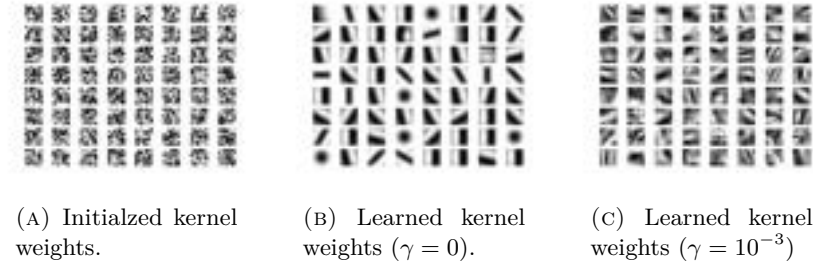 (A) Initialzed kernel
weights.
(B) Learned kernel
weights (γ = 0).
(C) Learned kernel
weights (γ = 10⁻³)